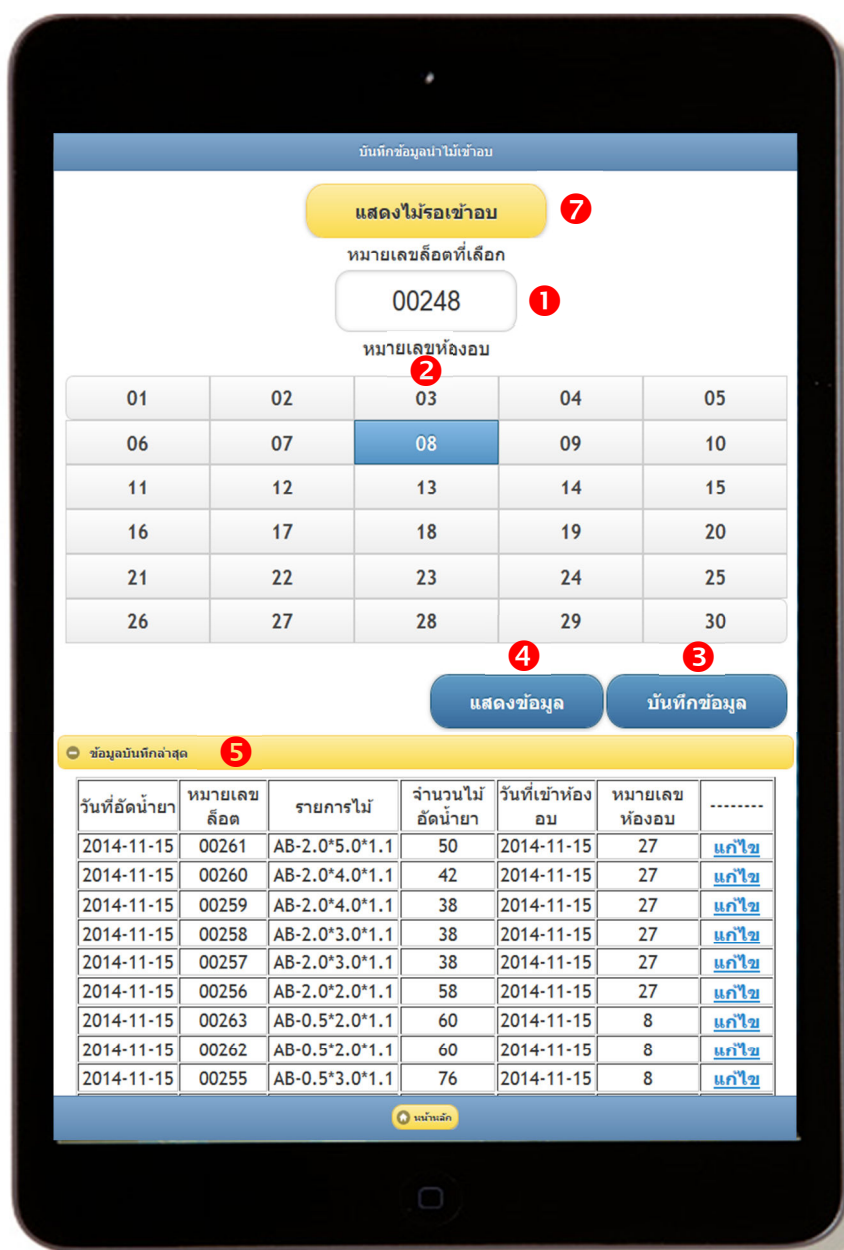 บันทึกข้อมูลนำไม้เข้าอบ
แสดงไม้รอเข้าอบ 7
หมายเลขล็อตที่เลือก
00248 1
หมายเลขห้องอบ
2
01 02 03 04 05
06 07 08 09 10
11 12 13 14 15
16 17 18 19 20
21 22 23 24 25
26 27 28 29 30
4 3
แสดงข้อมูล บันทึกข้อมูล
ข้อมูลบันทึกล่าสุด 5
วันที่อัดน้ำยา หมายเลขล็อต รายการไม้ จำนวนไม้อัดน้ำยา วันที่เข้าห้องอบ หมายเลขห้องอบ --------
2014-11-15 00261 AB-2.0*5.0*1.1 50 2014-11-15 27 แก้ไข
2014-11-15 00260 AB-2.0*4.0*1.1 42 2014-11-15 27 แก้ไข
2014-11-15 00259 AB-2.0*4.0*1.1 38 2014-11-15 27 แก้ไข
2014-11-15 00258 AB-2.0*3.0*1.1 38 2014-11-15 27 แก้ไข
2014-11-15 00257 AB-2.0*3.0*1.1 38 2014-11-15 27 แก้ไข
2014-11-15 00256 AB-2.0*2.0*1.1 58 2014-11-15 27 แก้ไข
2014-11-15 00263 AB-0.5*2.0*1.1 60 2014-11-15 8 แก้ไข
2014-11-15 00262 AB-0.5*2.0*1.1 60 2014-11-15 8 แก้ไข
2014-11-15 00255 AB-0.5*3.0*1.1 76 2014-11-15 8 แก้ไข
หน้าหลัก